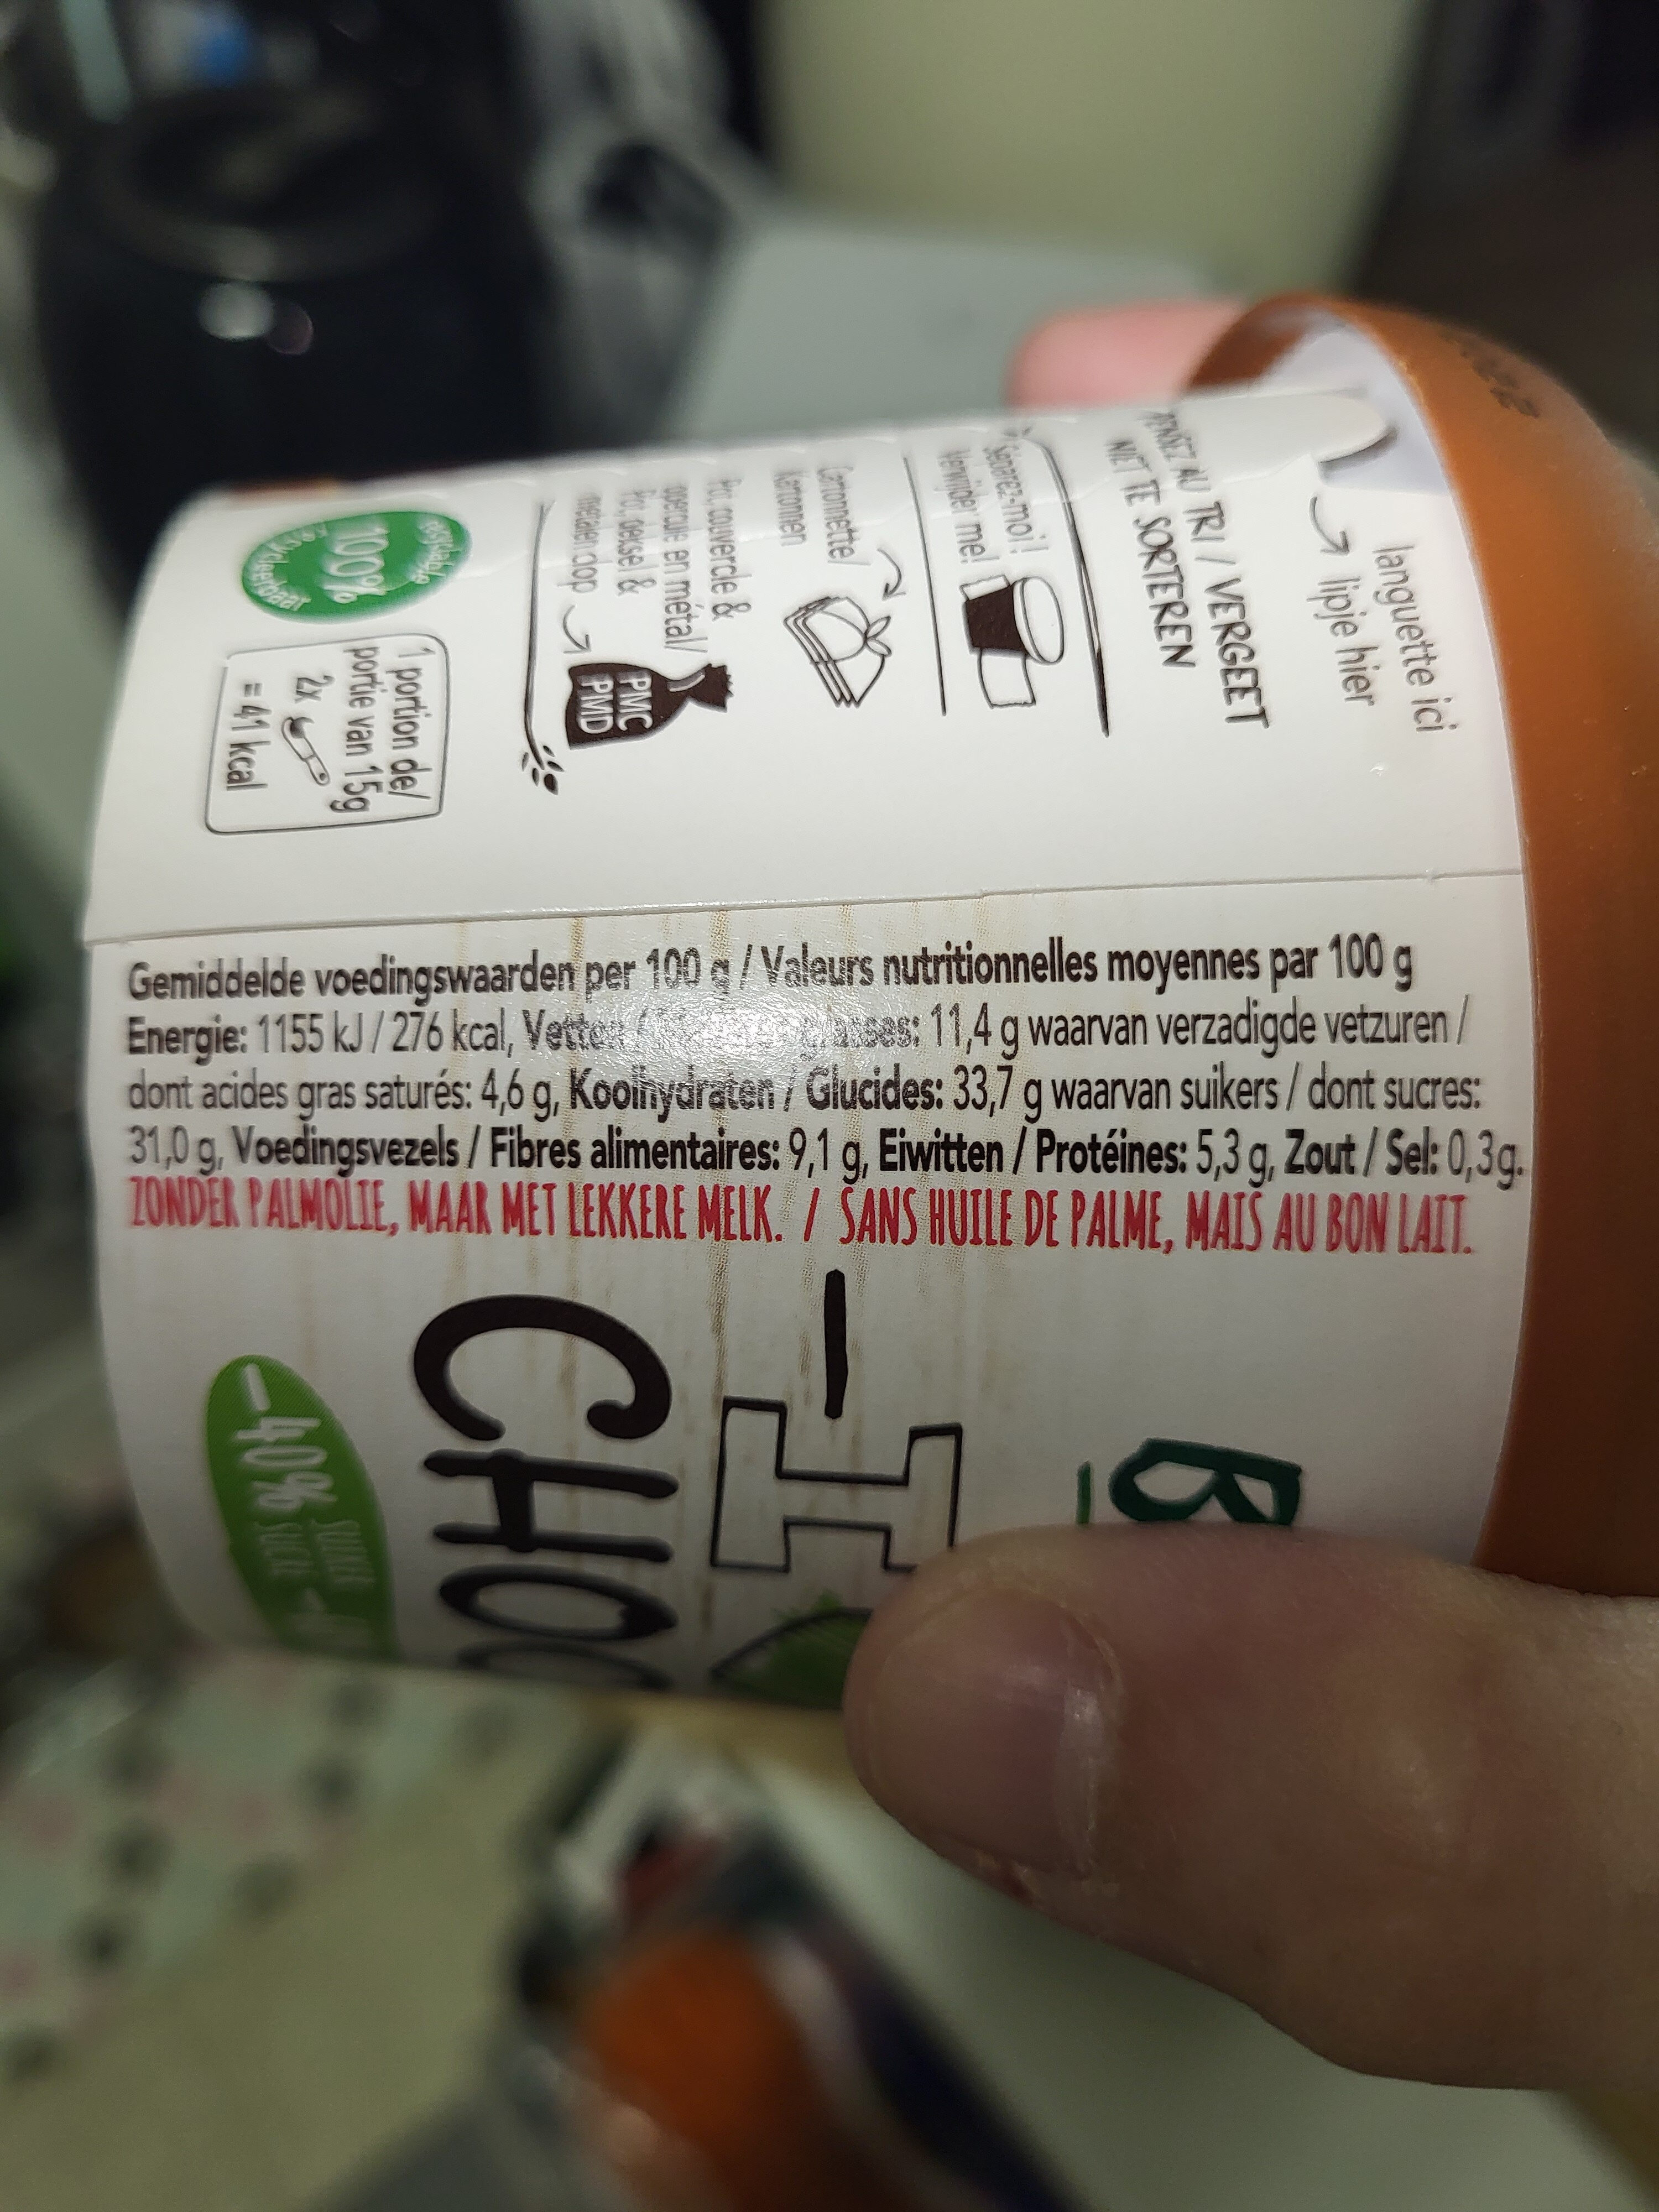 languette ici
lipje hier
PENSEZ AU TRI / VERGEET
NIET TE SORTEREN
Séparez-moi!
Verwijder me!
Cartonnette/
Kartonnen
Pot, couvercle &
opercule en métal/
Pot, deksel &
metalen dop
PMC
PMD
100%
1 portion de/
portie van 15g
2x
= 41 kcal
Gemiddelde voedingswaarden per 100 g / Valeurs nutritionnelles moyennes par 100 g
Energie: 1155 kJ / 276 kcal, Vetten / grasses: 11,4 g waarvan verzadigde vetzuren /
dont acides gras saturés: 4,6 g, Koolhydraten / Glucides: 33,7 g waarvan suikers / dont sucres:
31,0 g, Voedingsvezels / Fibres alimentaires: 9,1 g, Eiwitten / Protéines: 5,3 g, Zout / Sel: 0,3g.
ZONDER PALMOLIE, MAAR MET LEKKERE MELK. / SANS HUILE DE PALME, MAIS AU BON LAIT.
B
H
CHO
-40%
SUIKER
SUCRE